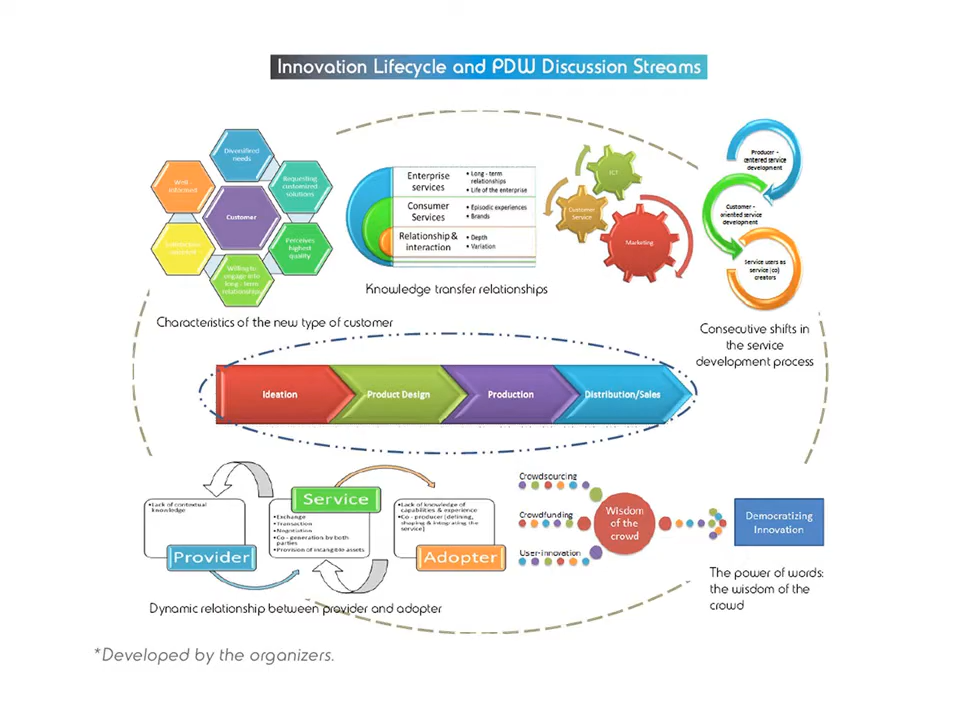 Innovation Lifecycle and PDW Discussion Streams
Diversified
needs
Well -
informed
Requesting
customized
solutions
Customer
Perceives
highest
quality
Willing to
engage into
long - term
relationships
Characteristics of the new type of customer
Enterprise
services
• Long - term
relationships
• Life of the enterprise
Consumer
Services
• Episodic experiences
• Brands
Relationship &
interaction
• Depth
• Variation
Knowledge transfer relationships
ICT
Customer
Service
Marketing
Producer -
centered service
development
Customer -
oriented service
development
Service users as
service (co)
creators
Consecutive shifts in
the service
development process
Ideation
Product Design
Production
Distribution/Sales
• Lack of contextual
knowledge
Provider
Service
• Exchange
• Transaction
• Negotiation
• Co - generation by both
parties
• Provision of intangible assets
• Lack of knowledge of
capabilities & experience
• Co - producer (defining,
shaping & integrating the
service)
Adopter
Dynamic relationship between provider and adopter
Crowdsourcing
Crowdfunding
User-innovation
Wisdom
of the
crowd
Democratizing
Innovation
The power of words:
the wisdom of the
crowd
*Developed by the organizers.